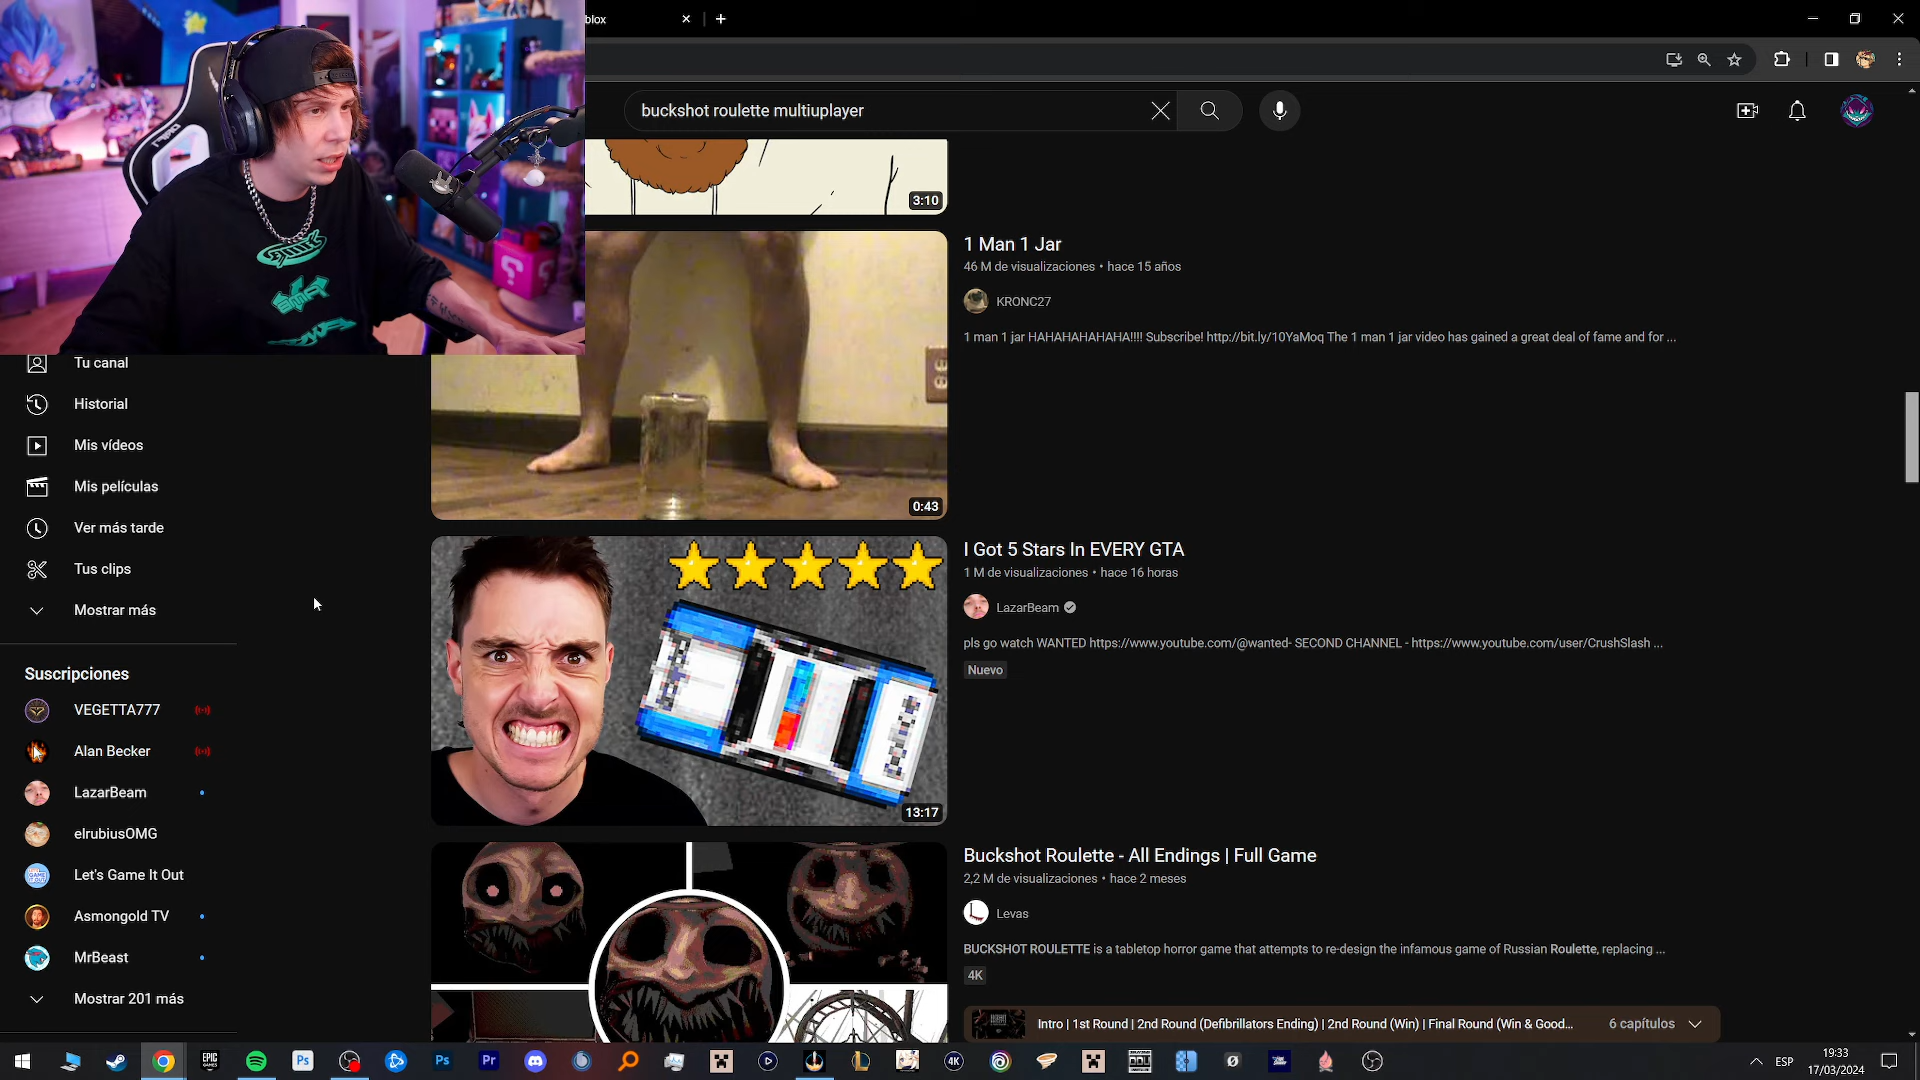 blox
buckshot roulette multiuplayer
3:10
1 Man 1 Jar
46 M de visualizaciones • hace 15 años
KRONC27
1 man 1 jar HAHAHAHAHA!!!! Subscribe! http://bit.ly/10YaMoq The 1 man 1 jar video has gained a great deal of fame and for ...
0:43
Tu canal
Historial
Mis vídeos
Mis películas
Ver más tarde
Tus clips
Mostrar más
I Got 5 Stars In EVERY GTA
1 M de visualizaciones • hace 16 horas
LazarBeam
pls go watch WANTED https://www.youtube.com/@wanted- SECOND CHANNEL - https://www.youtube.com/user/CrushSlash ...
Nuevo
13:17
Suscripciones
VEGETTA777
Alan Becker
LazarBeam
elrubiusOMG
Let's Game It Out
Asmongold TV
MrBeast
Mostrar 201 más
Buckshot Roulette - All Endings | Full Game
2,2 M de visualizaciones • hace 2 meses
Levas
BUCKSHOT ROULETTE is a tabletop horror game that attempts to re-design the infamous game of Russian Roulette, replacing ...
4K
Intro | 1st Round | 2nd Round (Defibrillators Ending) | 2nd Round (Win) | Final Round (Win & Good...
6 capítulos
EPIC GAMES
Ps
Ps
Pr
4K
DDU
ESP
19:33
17/03/2024